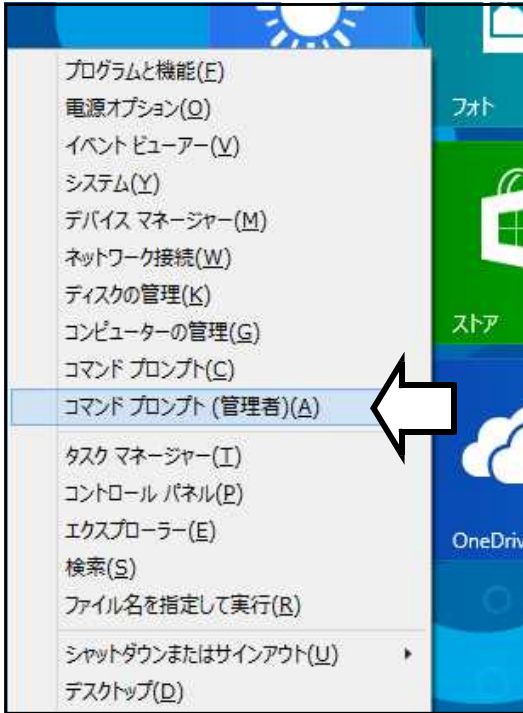 プログラムと機能(F)
電源オプション(O)
イベント ビューアー(V)
システム(Y)
デバイス マネージャー(M)
ネットワーク接続(W)
ディスクの管理(K)
コンピューターの管理(G)
コマンド プロンプト(C)
コマンド プロンプト (管理者)(A)
タスク マネージャー(T)
コントロール パネル(P)
エクスプローラー(E)
検索(S)
ファイル名を指定して実行(R)
シャットダウンまたはサインアウト(U)
デスクトップ(D)
フォト
ストア
OneDriv